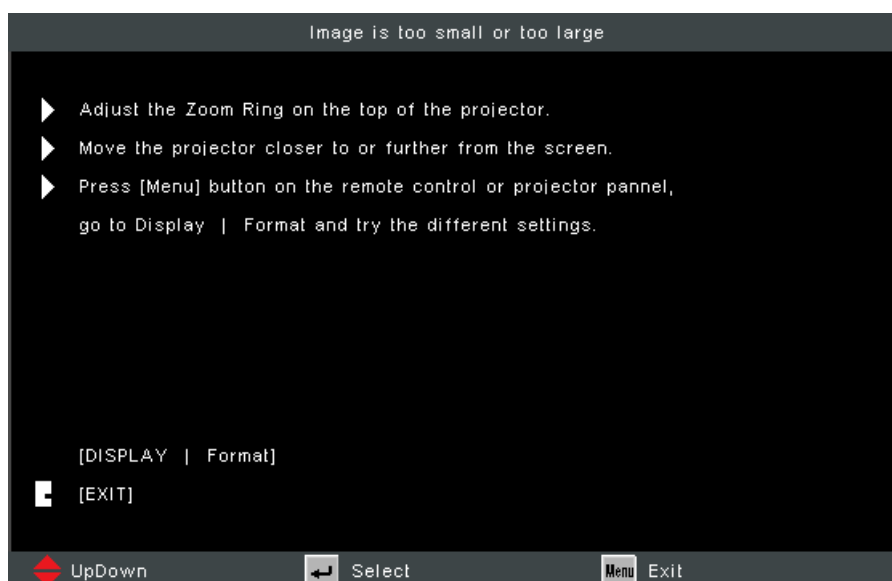 Image is too small or too large
Adjust the Zoom Ring on the top of the projector.
Move the projector closer to or further from the screen.
Press [Menu] button on the remote control or projector pannel,
go to Display | Format and try the different settings.
[DISPLAY | Format]
[EXIT]
UpDown Select Menu Exit